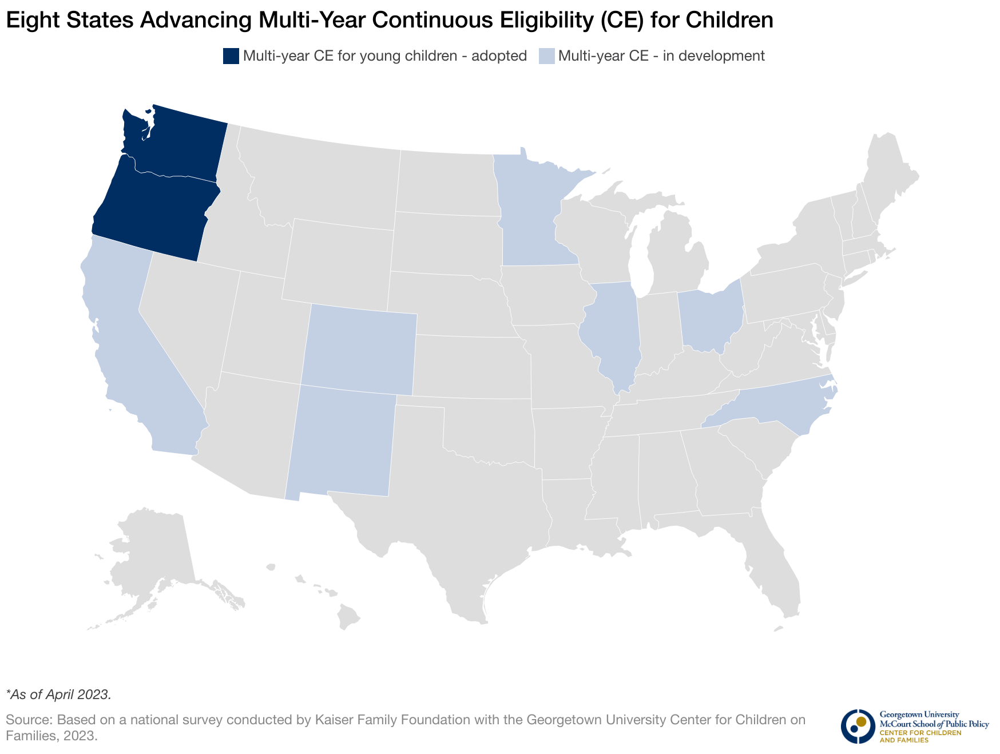 Eight States Advancing Multi-Year Continuous Eligibility (CE) for Children
Multi-year CE for young children - adopted Multi-year CE - in development
*As of April 2023.
Source: Based on a national survey conducted by Kaiser Family Foundation with the Georgetown University Center for Children on
Families, 2023.
Georgetown University
McCourt School of Public Policy
CENTER FOR CHILDREN
AND FAMILIES